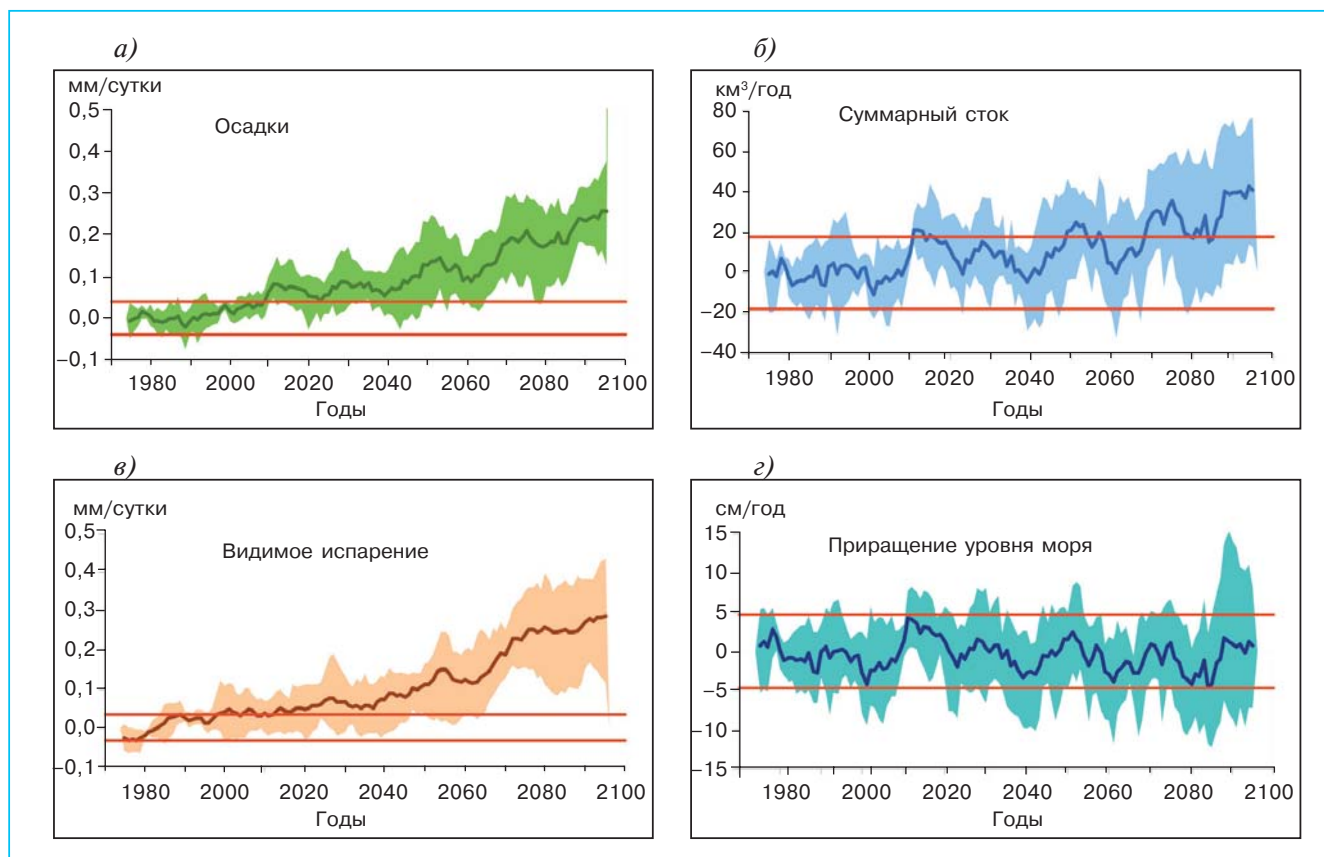 а)
мм/сутки
0,5
0,4
0,3
0,2
0,1
0,0
–0,1
Осадки
1980 2000 2020 2040 2060 2080 2100
Годы
б)
км³/год
80
60
40
20
0
–20
–40
Суммарный сток
1980 2000 2020 2040 2060 2080 2100
Годы
в)
мм/сутки
0,5
0,4
0,3
0,2
0,1
0,0
–0,1
Видимое испарение
1980 2000 2020 2040 2060 2080 2100
Годы
г)
см/год
15
10
5
0
–5
–10
–15
Приращение уровня моря
1980 2000 2020 2040 2060 2080 2100
Годы